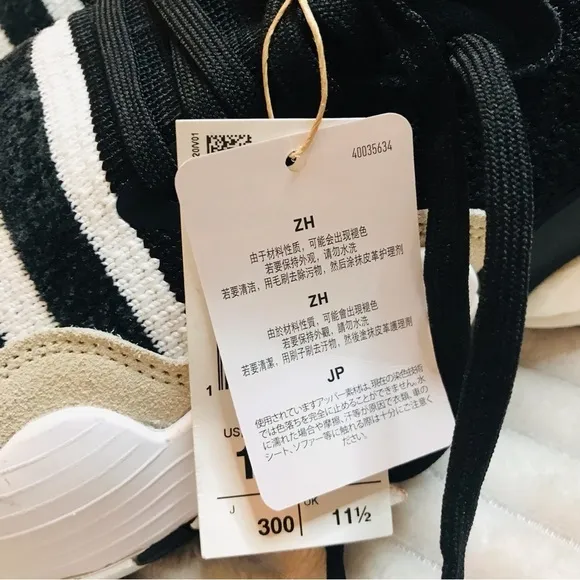 20/V01
40035634
ZH
由于材料性质，可能会出现褪色
若要保持外观，请勿水洗
若要清洁，用毛刷去除污物，然后涂抹皮革护理剂
ZH
由於材料性質，可能會出現褪色
若要保持外觀，請勿水洗
若要清潔，用刷子刷去汙物，然後塗抹皮革護理劑
JP
使用されていますアッパー素材は、現在の染色技術
では色落ちを完全に止めることができません。水
に濡れた場合や摩擦、汗等が原因で衣類、車の
シート、ソファー等に触れる際は十分にご注意く
ださい。
1
US
1
J
300
UK
11½